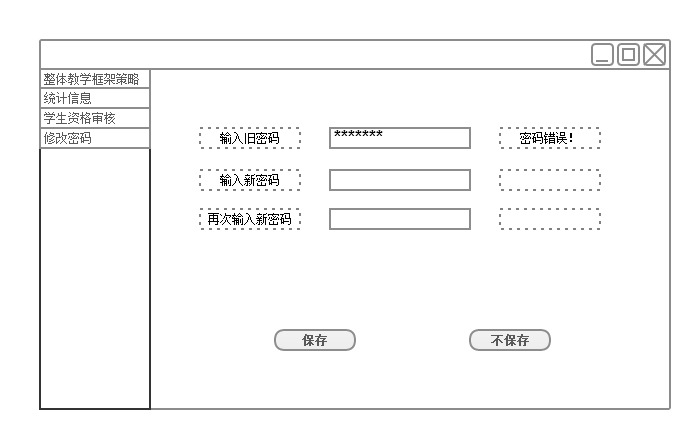 整体教学框架策略
统计信息
学生资格审核
修改密码
输入旧密码
*******
密码错误！
输入新密码
再次输入新密码
保存
不保存